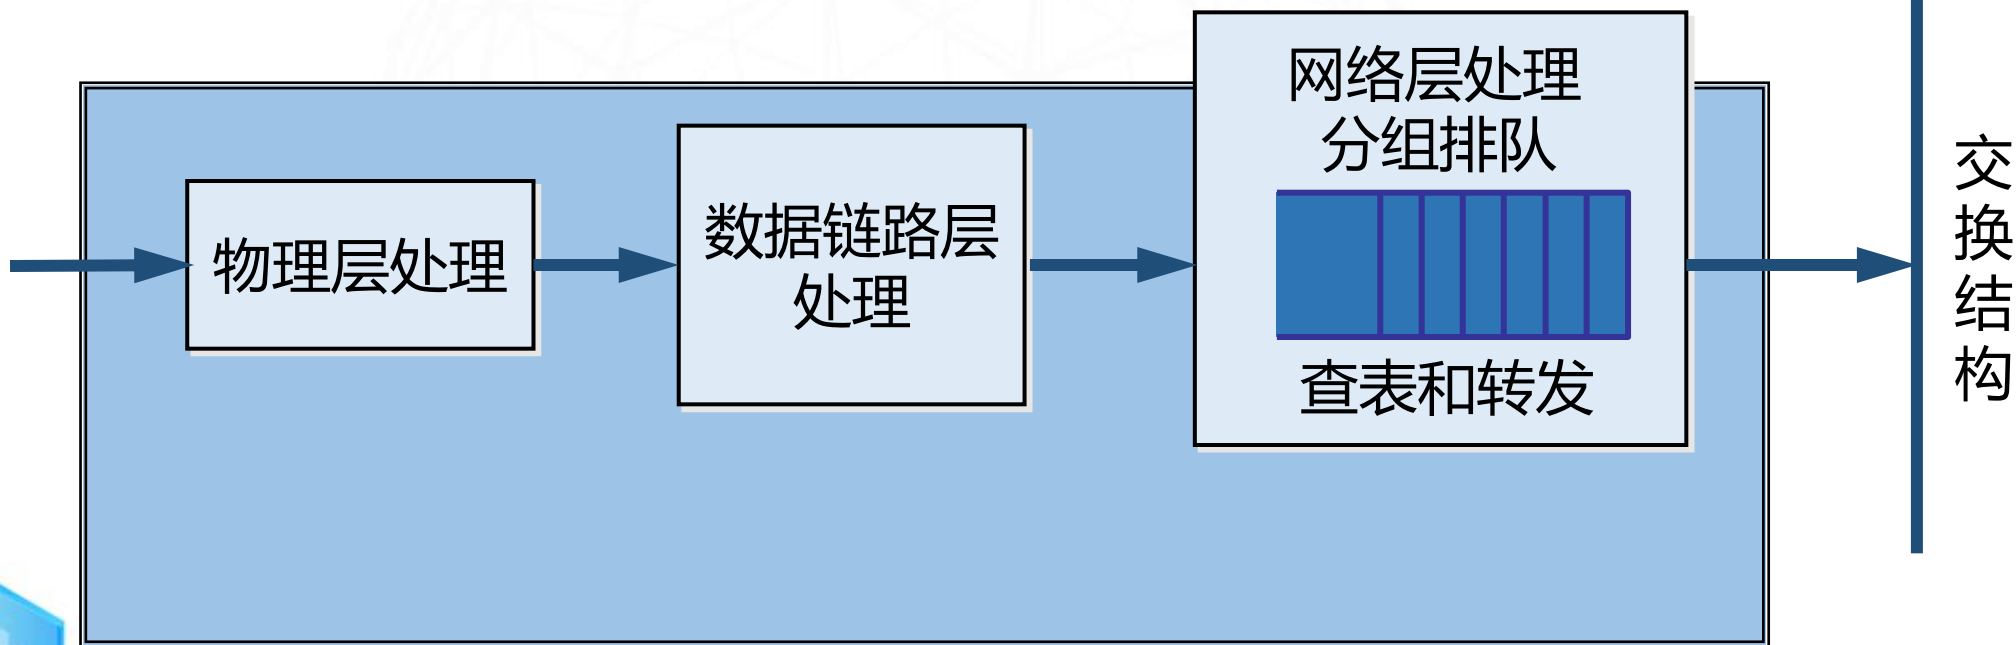 物理层处理
数据链路层
处理
网络层处理
分组排队
查表和转发
交
换
结
构